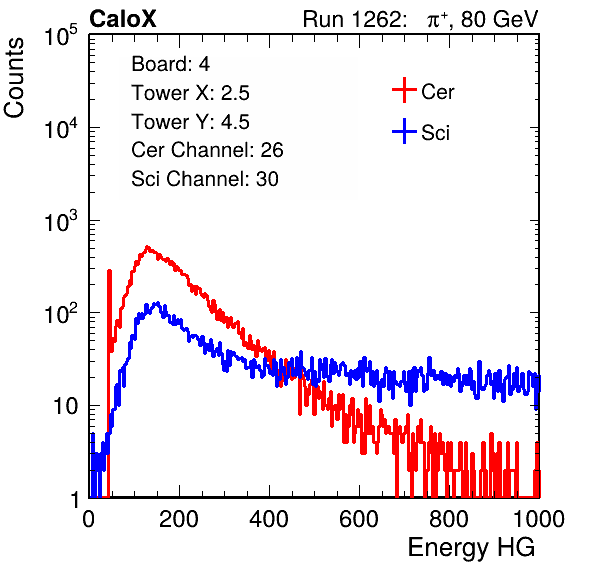 CaloX Run 1262: π⁺, 80 GeV
Counts
10⁵
10⁴
10³
10²
10
1
Board: 4
Tower X: 2.5
Tower Y: 4.5
Cer Channel: 26
Sci Channel: 30
Cer
Sci
0 200 400 600 800 1000
Energy HG